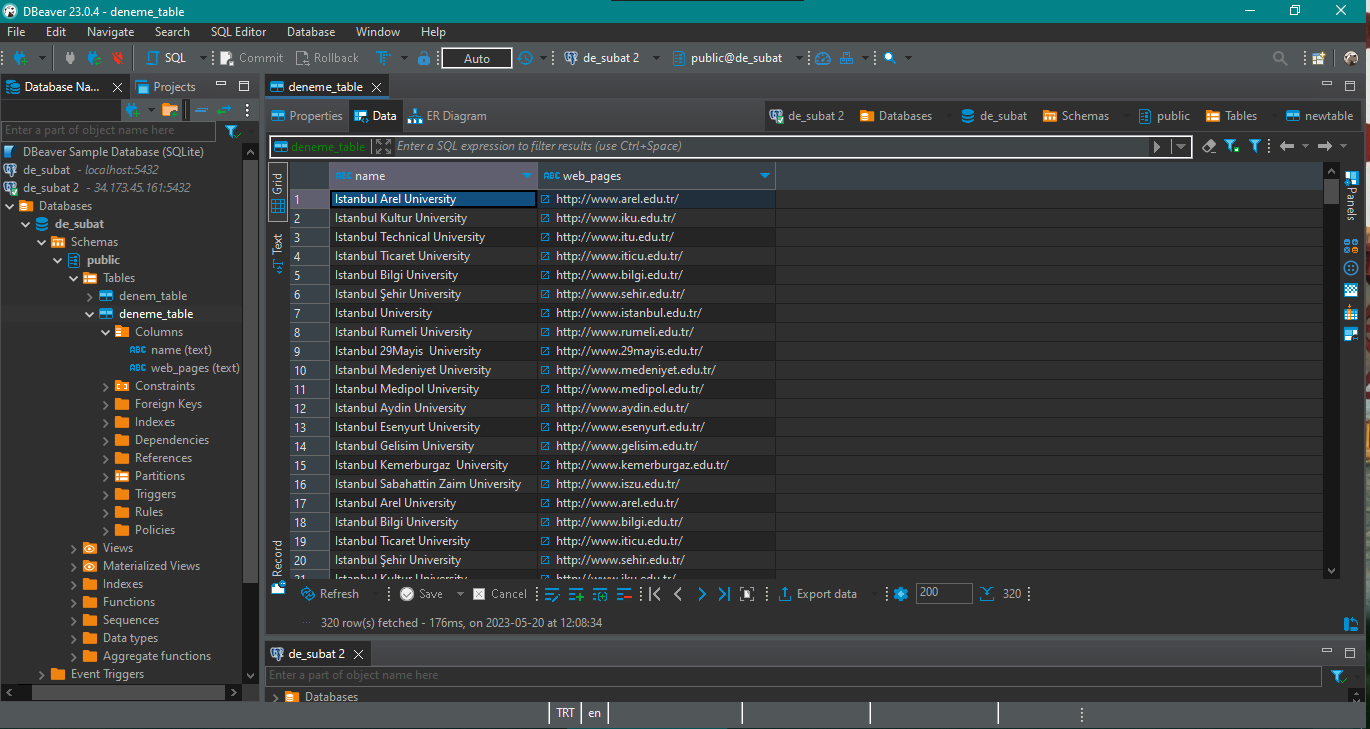 DBeaver 23.0.4 - deneme_table
File Edit Navigate Search SQL Editor Database Window Help
SQL Commit Rollback Auto de_subat 2 public@de_subat
Database Na... Projects
Enter a part of object name here
DBeaver Sample Database (SQLite)
de_subat - localhost:5432
de_subat 2 - 34.173.45.161:5432
Databases
de_subat
Schemas
public
Tables
denem_table
deneme_table
Columns
ABC name (text)
ABC web_pages (text)
Constraints
Foreign Keys
Indexes
Dependencies
References
Partitions
Triggers
Rules
Policies
Views
Materialized Views
Indexes
Functions
Sequences
Data types
Aggregate functions
Event Triggers
deneme_table
Properties Data ER Diagram de_subat 2 Databases de_subat Schemas public Tables newtable
deneme_table Enter a SQL expression to filter results (use Ctrl+Space)
Grid
Text
Record
ABC name ABC web_pages
1 Istanbul Arel University http://www.arel.edu.tr/
2 Istanbul Kultur University http://www.iku.edu.tr/
3 Istanbul Technical University http://www.itu.edu.tr/
4 Istanbul Ticaret University http://www.iticu.edu.tr/
5 Istanbul Bilgi University http://www.bilgi.edu.tr/
6 Istanbul Şehir University http://www.sehir.edu.tr/
7 Istanbul University http://www.istanbul.edu.tr/
8 Istanbul Rumeli University http://www.rumeli.edu.tr/
9 Istanbul 29Mayis  University http://www.29mayis.edu.tr/
10 Istanbul Medeniyet University http://www.medeniyet.edu.tr/
11 Istanbul Medipol University http://www.medipol.edu.tr/
12 Istanbul Aydin University http://www.aydin.edu.tr/
13 Istanbul Esenyurt University http://www.esenyurt.edu.tr/
14 Istanbul Gelisim University http://www.gelisim.edu.tr/
15 Istanbul Kemerburgaz  University http://www.kemerburgaz.edu.tr/
16 Istanbul Sabahattin Zaim University http://www.iszu.edu.tr/
17 Istanbul Arel University http://www.arel.edu.tr/
18 Istanbul Bilgi University http://www.bilgi.edu.tr/
19 Istanbul Ticaret University http://www.iticu.edu.tr/
20 Istanbul Şehir University http://www.sehir.edu.tr/
21 Istanbul Kultur University http://www.iku.edu.tr/
Panels
Refresh Save Cancel Export data 200 320
320 row(s) fetched - 176ms, on 2023-05-20 at 12:08:34
de_subat 2
Enter a part of object name here
Databases
TRT en